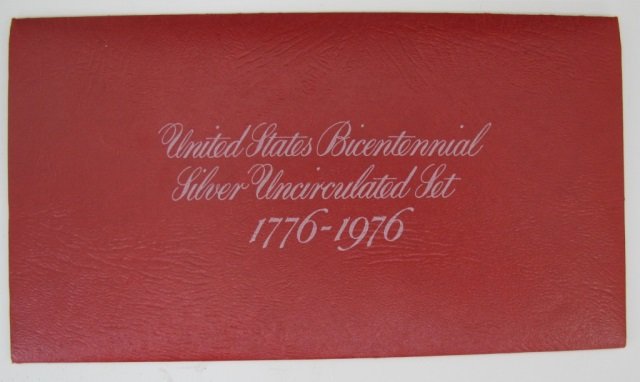 United States Bicentennial
Silver Uncirculated Set
1776-1976